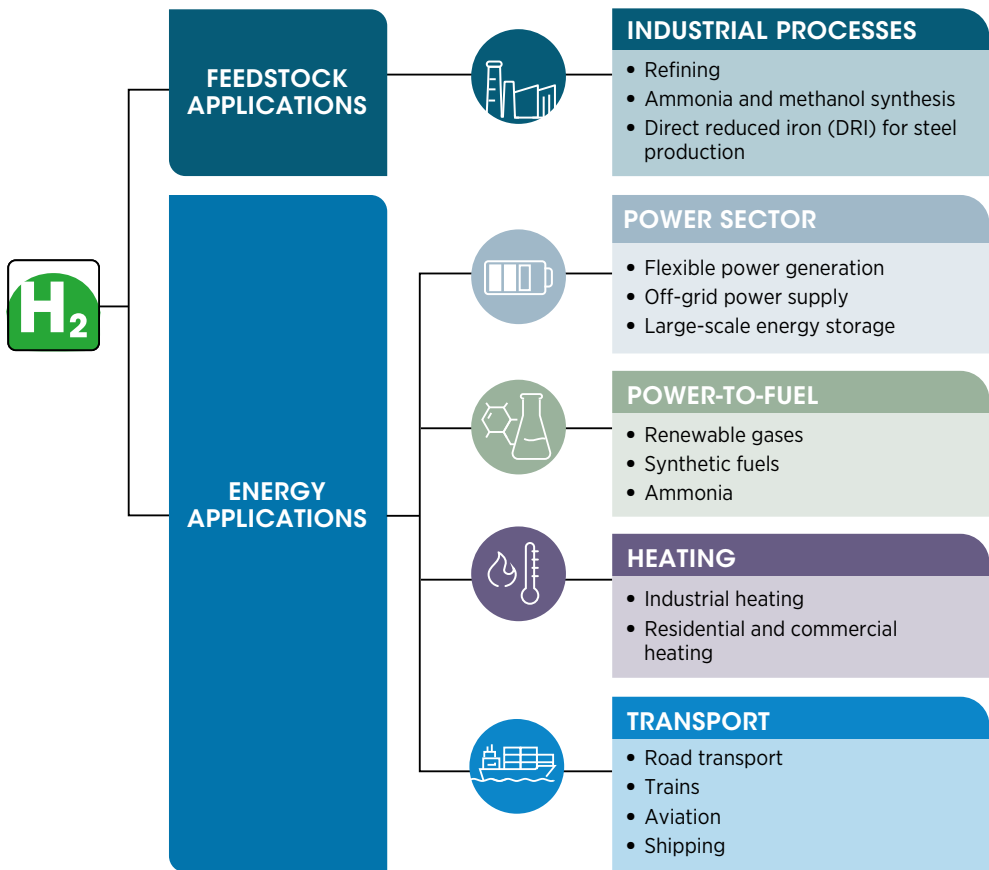 H2
FEEDSTOCK
APPLICATIONS
INDUSTRIAL PROCESSES
• Refining
• Ammonia and methanol synthesis
• Direct reduced iron (DRI) for steel
production
ENERGY
APPLICATIONS
POWER SECTOR
• Flexible power generation
• Off-grid power supply
• Large-scale energy storage
POWER-TO-FUEL
• Renewable gases
• Synthetic fuels
• Ammonia
HEATING
• Industrial heating
• Residential and commercial
heating
TRANSPORT
• Road transport
• Trains
• Aviation
• Shipping